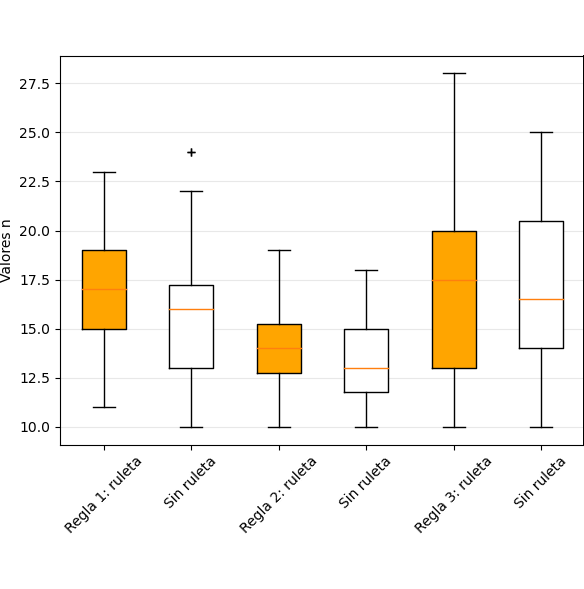 27.5
25.0
22.5
20.0
17.5
15.0
12.5
10.0
Valores n
Regla 1: ruleta
Sin ruleta
Regla 2: ruleta
Sin ruleta
Regla 3: ruleta
Sin ruleta